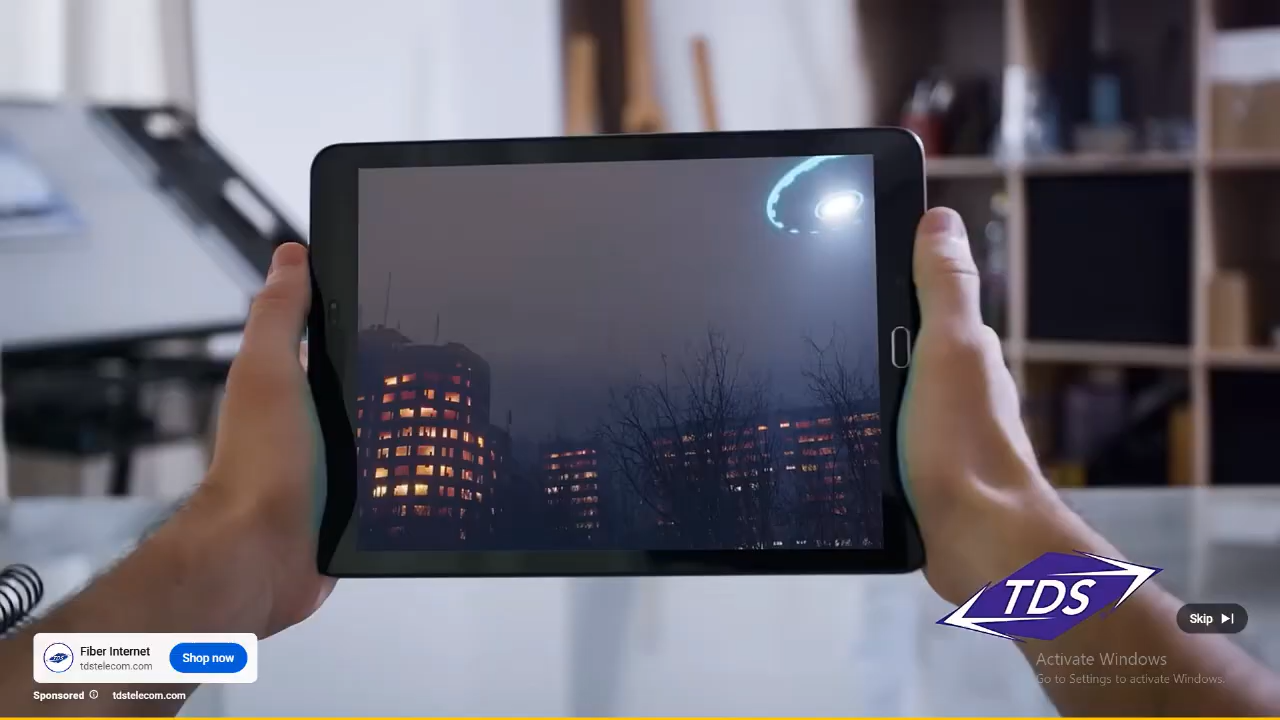 TDS
Skip
Fiber Internet
tdstelecom.com
Shop now
Activate Windows
Go to Settings to activate Windows.
Sponsored
tdstelecom.com